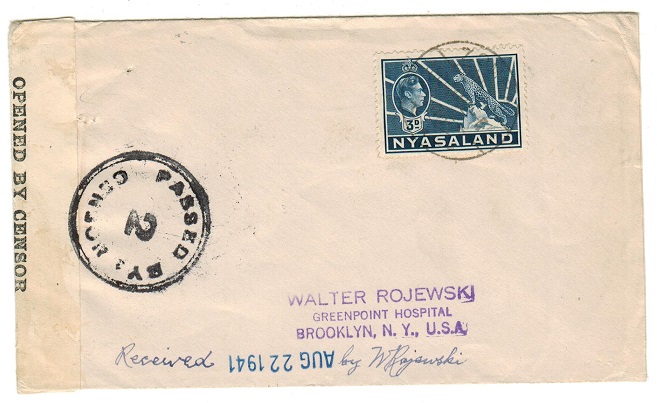 OPENED BY CENSOR
3D
NYASALAND
PASSED BY CENSOR
2
WALTER ROJEWSKI
GREENPOINT HOSPITAL
BROOKLYN, N. Y., U.S.A.
Received AUG 22 1941 by W Rojewski